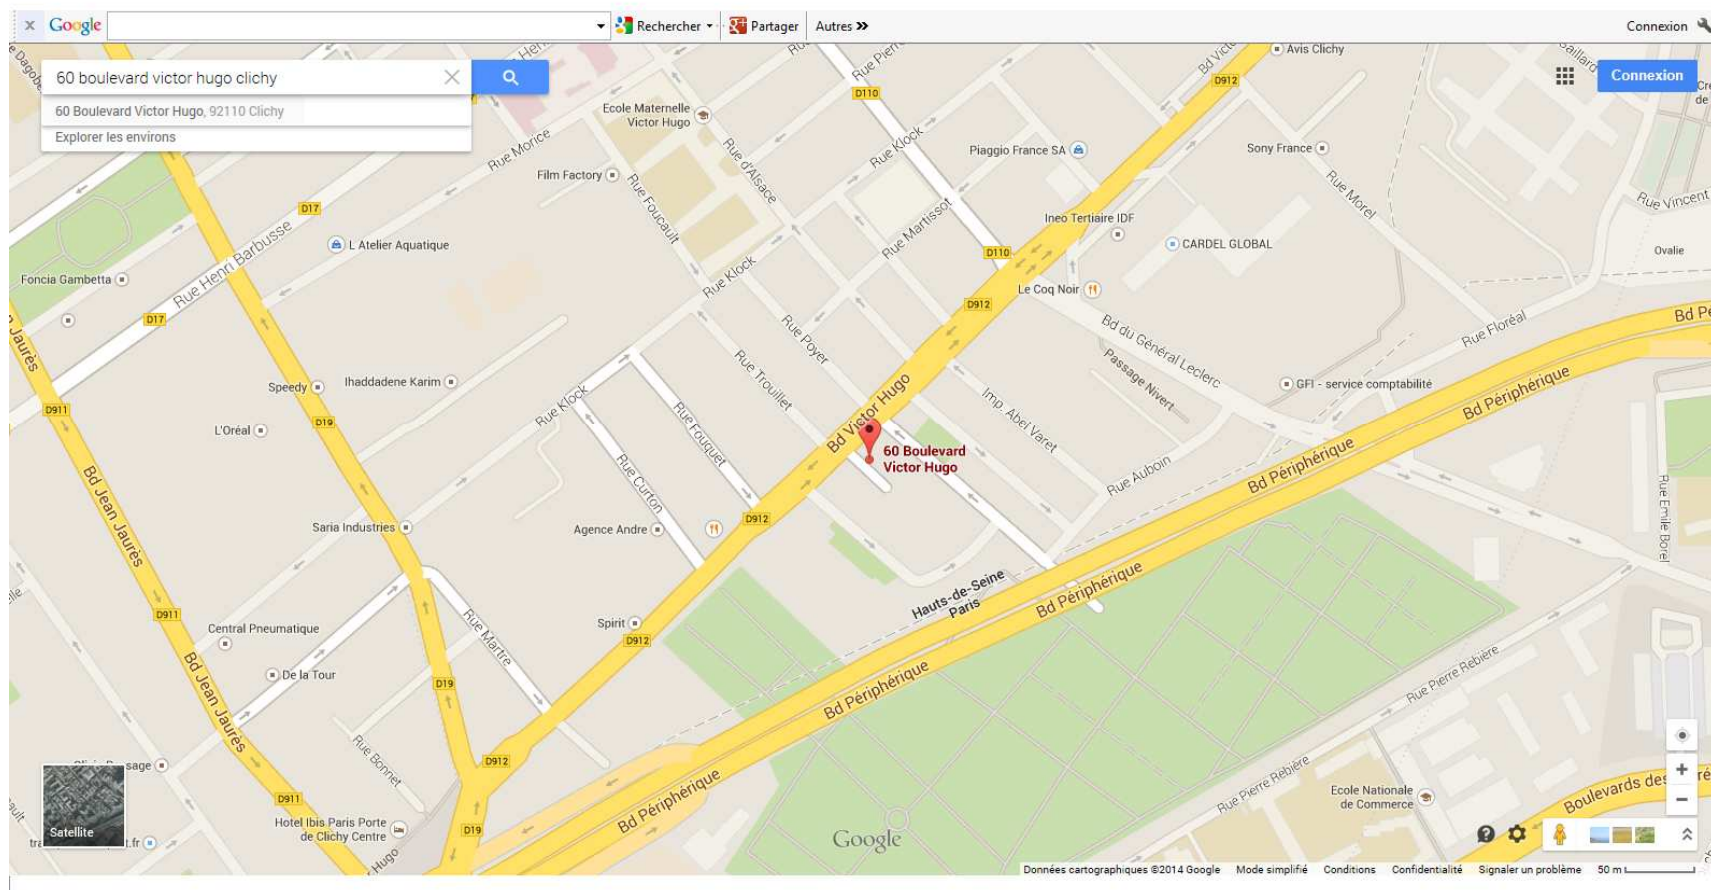 x Google Rechercher Partager Autres Connexion
60 boulevard victor hugo clichy
60 Boulevard Victor Hugo, 92110 Clichy
Explorer les environs
Connexion
Avis Clichy
D912
D110
Ecole Maternelle
Victor Hugo
Rue Morice
Rue d'Alsace
Rue Klock
Piaggio France SA
Sony France
Film Factory
Rue Foucault
Rue Morel
Rue Vincent
D17
Rue Henri Barbusse
L Atelier Aquatique
Rue Martissot
Ineo Tertiaire IDF
CARDEL GLOBAL
Ovalie
D110
Foncia Gambetta
Rue Klock
Le Coq Noir
D912
D17
Rue Poyer
Bd du Général Leclerc
Rue Floréal
Rue Trouillet
Passage Nivert
Speedy
Ihaddadene Karim
GFI - service comptabilité
Bd Périphérique
D911
D19
L'Oréal
Rue Klock
Rue Fouquet
Bd Victor Hugo
Imp. Abel Varet
60 Boulevard
Victor Hugo
Bd Périphérique
Rue Auboin
Rue Curton
Bd Jean Jaurès
Rue Emile Borel
Saria Industries
Agence Andre
D912
Hauts-de-Seine
Paris
Bd Périphérique
D911
Central Pneumatique
Rue Martre
Spirit
D912
De la Tour
D19
Bd Jean Jaurès
Bd Périphérique
Rue Pierre Rebière
Rue Bonnet
D912
D911
Satellite
Hotel Ibis Paris Porte
de Clichy Centre
D19
Bd Périphérique
Rue Pierre Rebière
Ecole Nationale
de Commerce
Google
Données cartographiques ©2014 Google Mode simplifié Conditions Confidentialité Signaler un problème 50 m